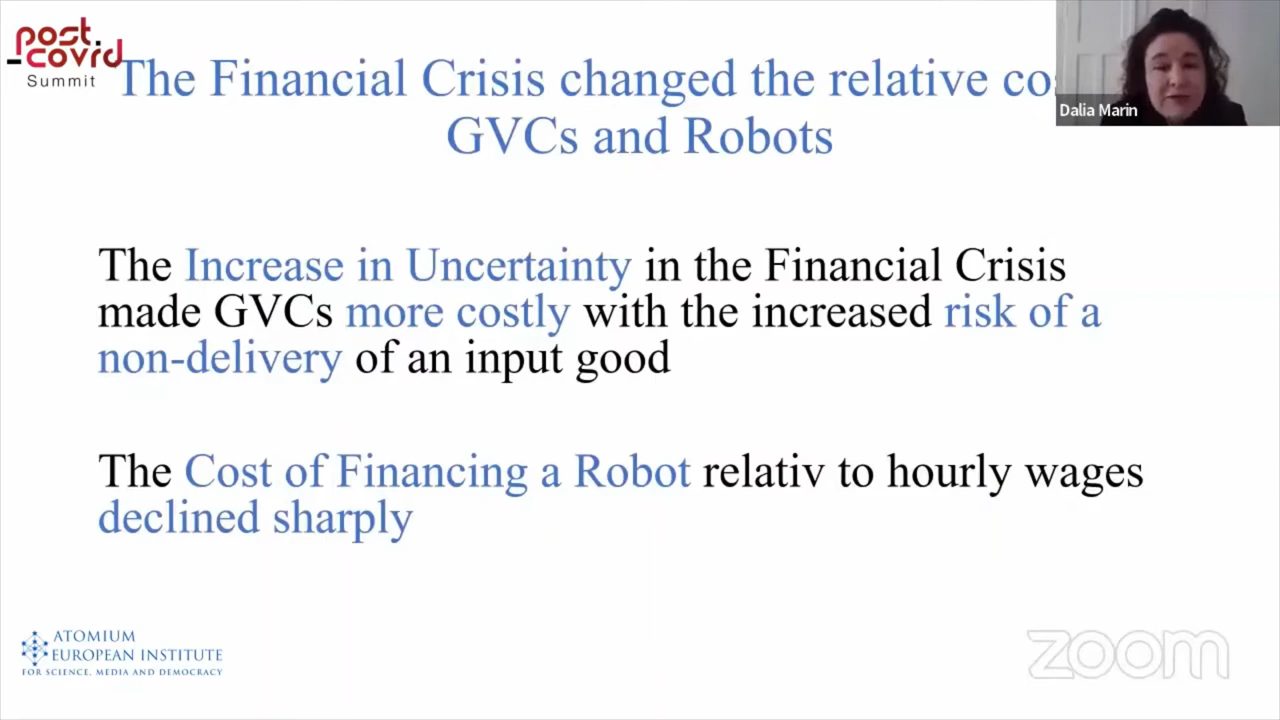 post-covid
Summit
The Financial Crisis changed the relative
GVCs and Robots
Dalia Marin
The Increase in Uncertainty in the Financial Crisis
made GVCs more costly with the increased risk of a
non-delivery of an input good
The Cost of Financing a Robot relativ to hourly wages
declined sharply
ATOMIUM
EUROPEAN INSTITUTE
FOR SCIENCE, MEDIA AND DEMOCRACY
zoom